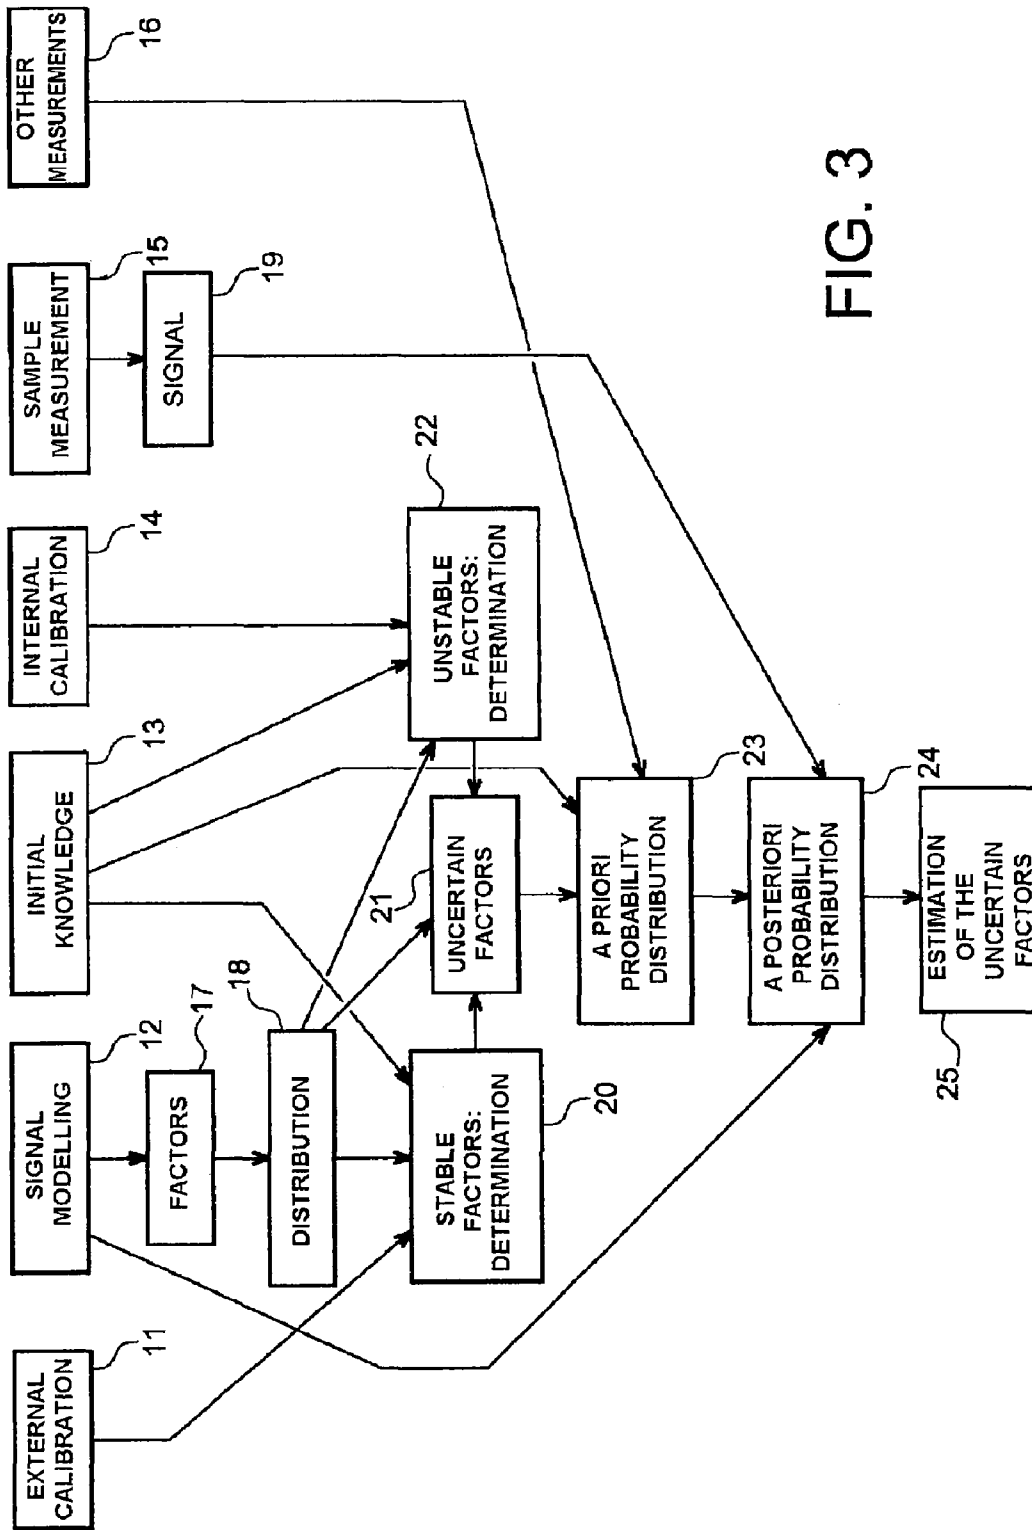 EXTERNAL
CALIBRATION
11
SIGNAL
MODELLING
12
INITIAL
KNOWLEDGE
13
INTERNAL
CALIBRATION
14
SAMPLE
MEASUREMENT
15
OTHER
MEASUREMENTS
16
FACTORS
17
SIGNAL
19
DISTRIBUTION
18
STABLE
FACTORS:
DETERMINATION
20
21
UNCERTAIN
FACTORS
UNSTABLE
FACTORS:
DETERMINATION
22
A PRIORI
PROBABILITY
DISTRIBUTION
23
A POSTERIORI
PROBABILITY
DISTRIBUTION
24
ESTIMATION
OF THE
UNCERTAIN
FACTORS
25
FIG. 3